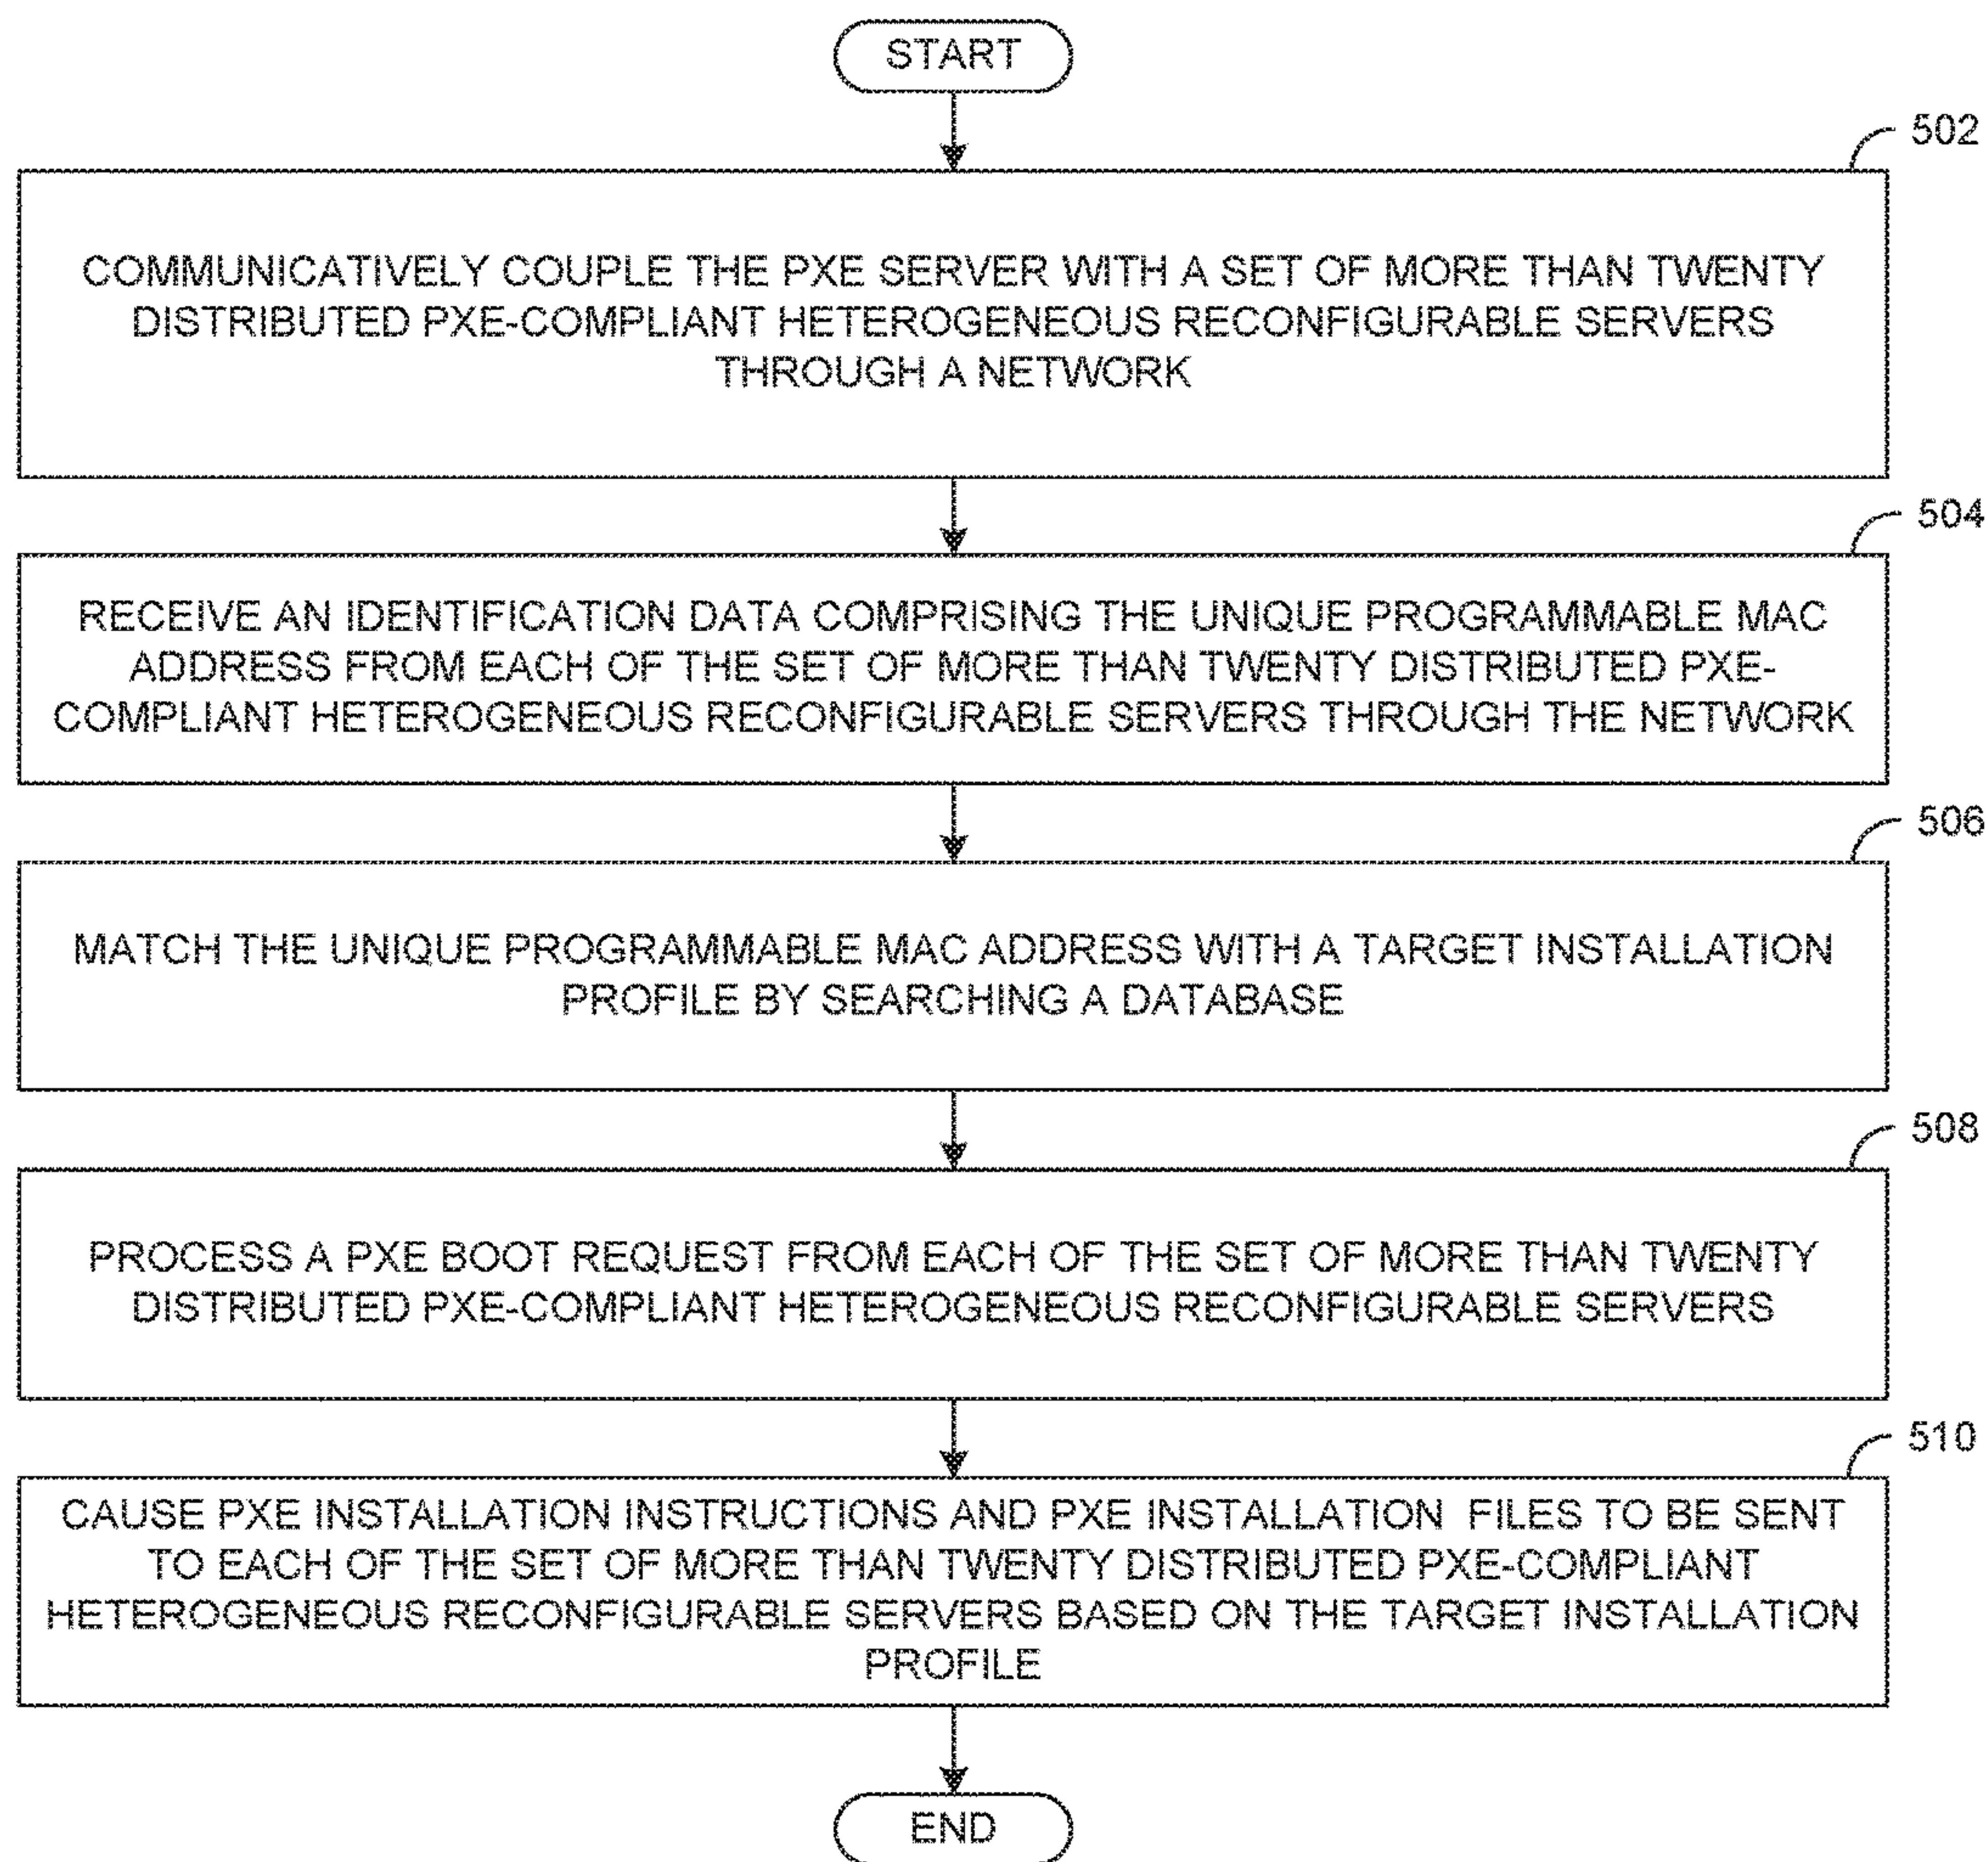 START
502
COMMUNICATIVELY COUPLE THE PXE SERVER WITH A SET OF MORE THAN TWENTY
DISTRIBUTED PXE-COMPLIANT HETEROGENEOUS RECONFIGURABLE SERVERS
THROUGH A NETWORK
504
RECEIVE AN IDENTIFICATION DATA COMPRISING THE UNIQUE PROGRAMMABLE MAC
ADDRESS FROM EACH OF THE SET OF MORE THAN TWENTY DISTRIBUTED PXE-
COMPLIANT HETEROGENEOUS RECONFIGURABLE SERVERS THROUGH THE NETWORK
506
MATCH THE UNIQUE PROGRAMMABLE MAC ADDRESS WITH A TARGET INSTALLATION
PROFILE BY SEARCHING A DATABASE
508
PROCESS A PXE BOOT REQUEST FROM EACH OF THE SET OF MORE THAN TWENTY
DISTRIBUTED PXE-COMPLIANT HETEROGENEOUS RECONFIGURABLE SERVERS
510
CAUSE PXE INSTALLATION INSTRUCTIONS AND PXE INSTALLATION FILES TO BE SENT
TO EACH OF THE SET OF MORE THAN TWENTY DISTRIBUTED PXE-COMPLIANT
HETEROGENEOUS RECONFIGURABLE SERVERS BASED ON THE TARGET INSTALLATION
PROFILE
END